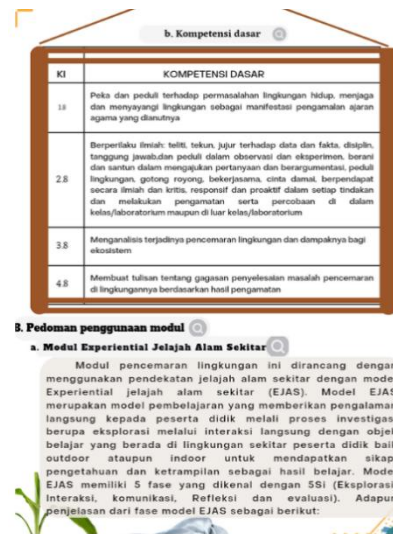 b. Kompetensi dasar
KI KOMPETENSI DASAR
1.8 Peka dan peduli terhadap permasalahan lingkungan hidup, menjaga
dan menyayangi lingkungan sebagai manifestasi pengamalan ajaran
agama yang dianutnya
2.8 Berperilaku ilmiah: teliti, tekun, jujur terhadap data dan fakta, disiplin,
tanggung jawab,dan peduli dalam observasi dan eksperimen, berani
dan santun dalam mengajukan pertanyaan dan berargumentasi, peduli
lingkungan, gotong royong, bekerjasama, cinta damai, berpendapat
secara ilmiah dan kritis, responsif dan proaktif dalam setiap tindakan
dan melakukan pengamatan serta percobaan di dalam
kelas/laboratorium maupun di luar kelas/laboratorium
3.8 Menganalisis terjadinya pencemaran lingkungan dan dampaknya bagi
ekosistem
4.8 Membuat tulisan tentang gagasan penyelesaian masalah pencemaran
di lingkungannya berdasarkan hasil pengamatan
B. Pedoman penggunaan modul
a. Modul Experiential Jelajah Alam Sekitar
Modul pencemaran lingkungan ini dirancang dengan
menggunakan pendekatan jelajah alam sekitar dengan mode
Experiential jelajah alam sekitar (EJAS). Model EJAS
merupakan model pembelajaran yang memberikan pengalaman
langsung kepada peserta didik melali proses investigas
berupa eksplorasi melalui interaksi langsung dengan objel
belajar yang berada di lingkungan sekitar peserta didik bail
outdoor ataupun indoor untuk mendapatkan sikap
pengetahuan dan ketrampilan sebagai hasil belajar. Mode
EJAS memiliki 5 fase yang dikenal dengan 5Si (Eksplorasi
Interaksi, komunikasi, Refleksi dan evaluasi). Adapun
penjelasan dari fase model EJAS sebagai berikut: